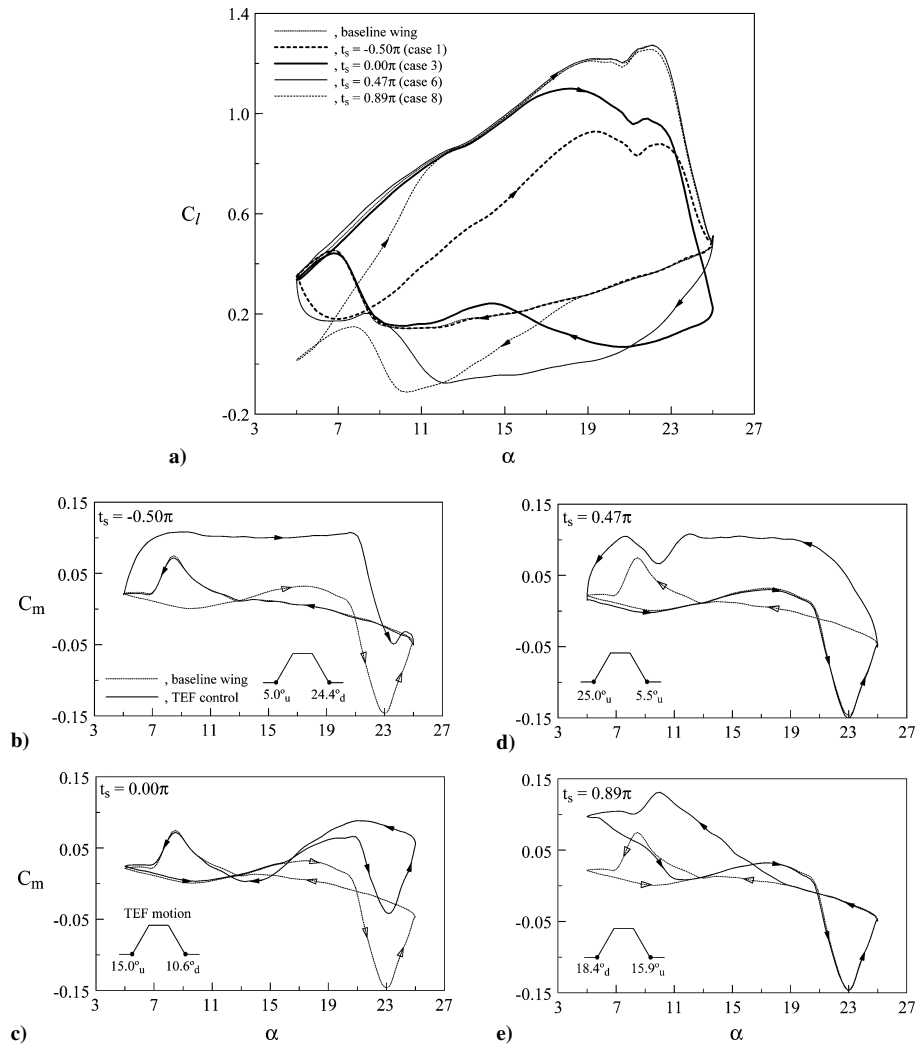 1.4
1.0
0.6
0.2
-0.2
C_l
, baseline wing
, t_s = -0.50π (case 1)
, t_s = 0.00π (case 3)
, t_s = 0.47π (case 6)
, t_s = 0.89π (case 8)
3 7 11 15 19 23 27
a) α
0.15
0.05
-0.05
-0.15
C_m
t_s = -0.50π
, baseline wing
, TEF control
5.0°_u 24.4°_d
3 7 11 15 19 23 27
b)
0.15
0.05
-0.05
-0.15
t_s = 0.47π
25.0°_u 5.5°_u
3 7 11 15 19 23 27
d)
0.15
0.05
-0.05
-0.15
C_m
t_s = 0.00π
TEF motion
15.0°_u 10.6°_d
3 7 11 15 19 23 27
c) α
0.15
0.05
-0.05
-0.15
t_s = 0.89π
18.4°_d 15.9°_u
3 7 11 15 19 23 27
e) α